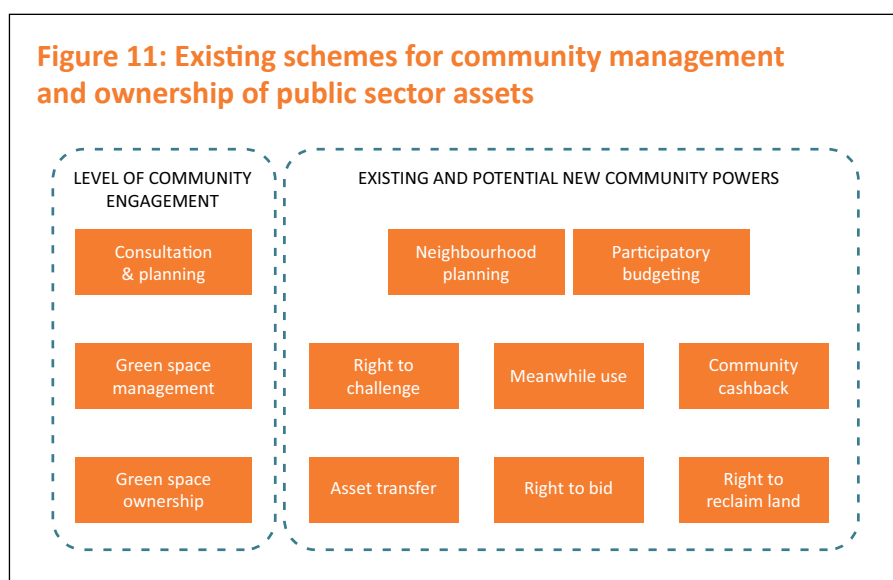 Figure 11: Existing schemes for community management
and ownership of public sector assets
LEVEL OF COMMUNITY
ENGAGEMENT
EXISTING AND POTENTIAL NEW COMMUNITY POWERS
Consultation
& planning
Neighbourhood
planning
Participatory
budgeting
Green space
management
Right to
challenge
Meanwhile use
Community
cashback
Green space
ownership
Asset transfer
Right to bid
Right to
reclaim land